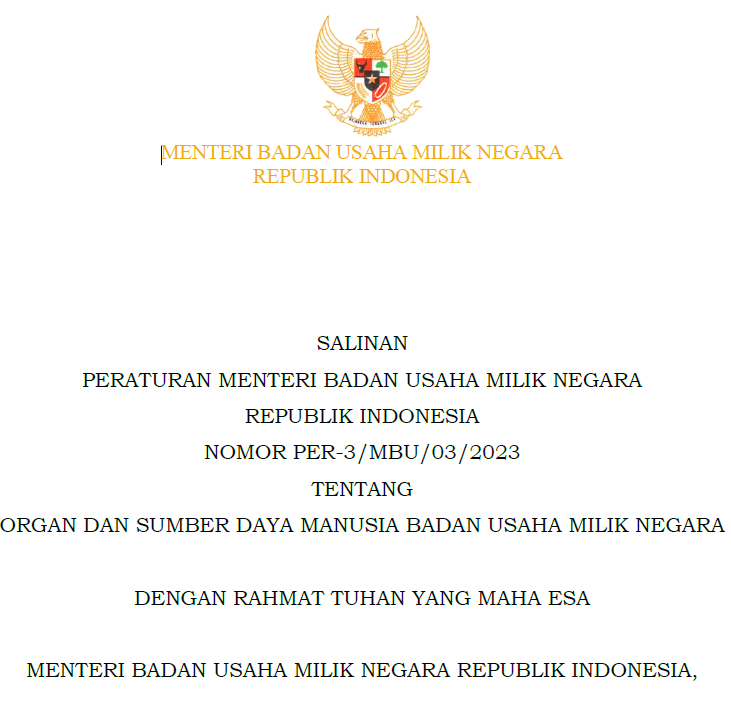 MENTERI BADAN USAHA MILIK NEGARA
REPUBLIK INDONESIA
SALINAN
PERATURAN MENTERI BADAN USAHA MILIK NEGARA
REPUBLIK INDONESIA
NOMOR PER-3/MBU/03/2023
TENTANG
ORGAN DAN SUMBER DAYA MANUSIA BADAN USAHA MILIK NEGARA
DENGAN RAHMAT TUHAN YANG MAHA ESA
MENTERI BADAN USAHA MILIK NEGARA REPUBLIK INDONESIA,